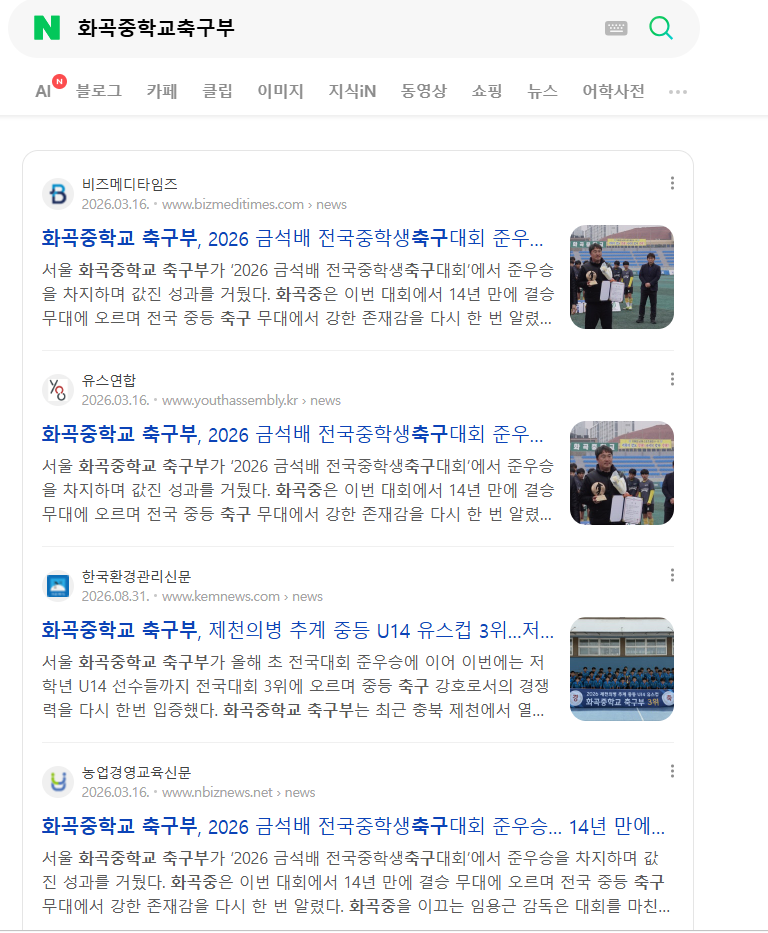 화곡중학교축구부
AI N 블로그 카페 클립 이미지 지식iN 동영상 쇼핑 뉴스 어학사전
비즈메디타임즈
2026.03.16. · www.bizmeditimes.com › news
화곡중학교 축구부, 2026 금석배 전국중학생축구대회 준우...
서울 화곡중학교 축구부가 ‘2026 금석배 전국중학생축구대회’에서 준우승
을 차지하며 값진 성과를 거뒀다. 화곡중은 이번 대회에서 14년 만에 결승
무대에 오르며 전국 중등 축구 무대에서 강한 존재감을 다시 한 번 알렸...
유스연합
2026.03.16. · www.youthassembly.kr › news
화곡중학교 축구부, 2026 금석배 전국중학생축구대회 준우...
서울 화곡중학교 축구부가 ‘2026 금석배 전국중학생축구대회’에서 준우승
을 차지하며 값진 성과를 거뒀다. 화곡중은 이번 대회에서 14년 만에 결승
무대에 오르며 전국 중등 축구 무대에서 강한 존재감을 다시 한 번 알렸...
한국환경관리신문
2026.08.31. · www.kemnews.com › news
화곡중학교 축구부, 제천의병 추계 중등 U14 유스컵 3위...저...
서울 화곡중학교 축구부가 올해 초 전국대회 준우승에 이어 이번에는 저
학년 U14 선수들까지 전국대회 3위에 오르며 중등 축구 강호로서의 경쟁
력을 다시 한번 입증했다. 화곡중학교 축구부는 최근 충북 제천에서 열...
2026 제천의병 추계 중등 U14 유스컵
화곡중학교 축구부 3위
농업경영교육신문
2026.03.16. · www.nbiznews.net › news
화곡중학교 축구부, 2026 금석배 전국중학생축구대회 준우승... 14년 만에...
서울 화곡중학교 축구부가 ‘2026 금석배 전국중학생축구대회’에서 준우승을 차지하며 값
진 성과를 거뒀다. 화곡중은 이번 대회에서 14년 만에 결승 무대에 오르며 전국 중등 축구
무대에서 강한 존재감을 다시 한 번 알렸다. 화곡중을 이끄는 임용근 감독은 대회를 마친...